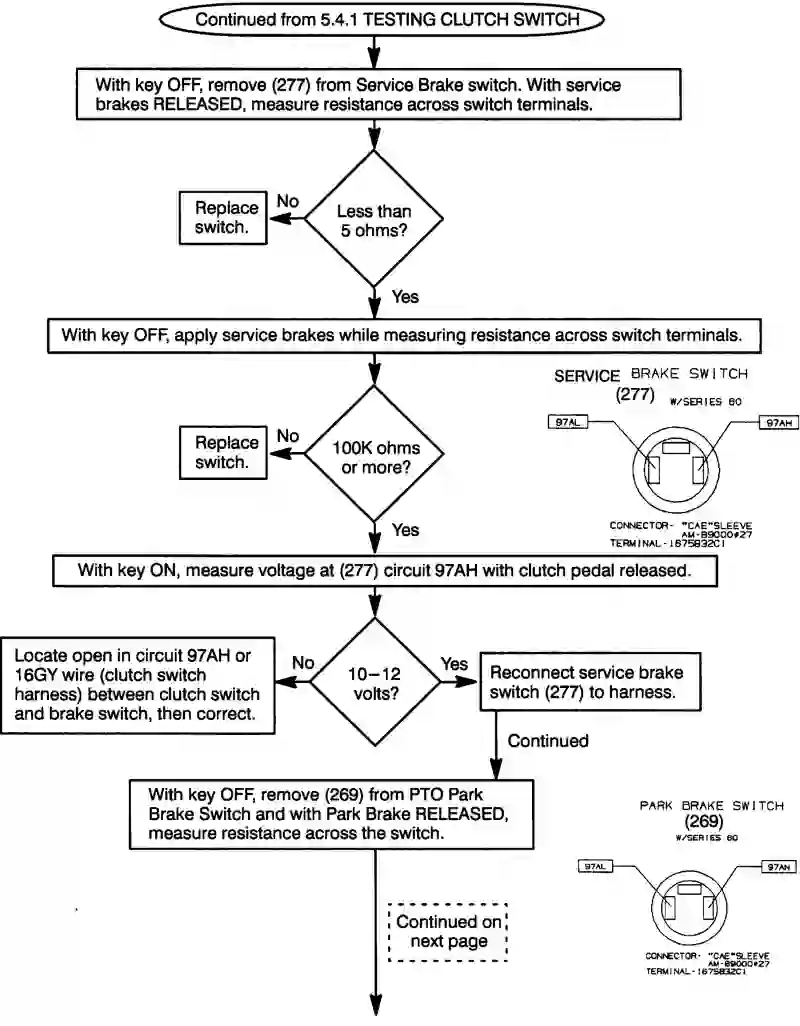 Continued from 5.4.1 TESTING CLUTCH SWITCH
With key OFF, remove (277) from Service Brake switch. With service
brakes RELEASED, measure resistance across switch terminals.
Replace
switch.
No
Less than
5 ohms?
Yes
With key OFF, apply service brakes while measuring resistance across switch terminals.
SERVICE BRAKE SWITCH
(277) W/SERIES 60
97AL
97AH
CONNECTOR- "CAE"SLEEVE
AM-89000#27
TERMINAL-1675832C1
Replace
switch.
No
100K ohms
or more?
Yes
With key ON, measure voltage at (277) circuit 97AH with clutch pedal released.
Locate open in circuit 97AH or
16GY wire (clutch switch
harness) between clutch switch
and brake switch, then correct.
No
10–12
volts?
Yes
Reconnect service brake
switch (277) to harness.
Continued
With key OFF, remove (269) from PTO Park
Brake Switch and with Park Brake RELEASED,
measure resistance across the switch.
PARK BRAKE SWITCH
(269)
W/SERIES 60
97AL
97AN
CONNECTOR- "CAE"SLEEVE
AM-89000#27
TERMINAL-1675832C1
Continued on
next page